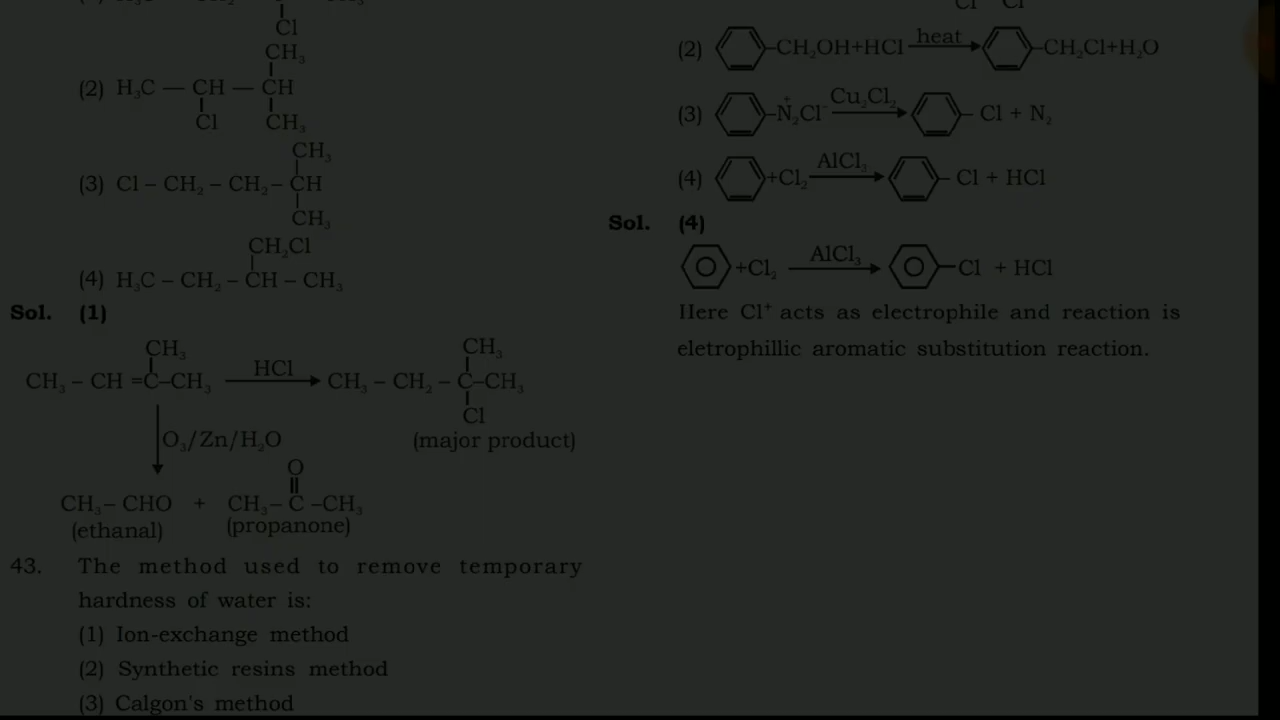 Cl
CH₃
(2) H₃C — CH — CH
Cl CH₃
CH₃
(3) Cl – CH₂ – CH₂– CH
CH₃
CH₂Cl
(4) H₃C – CH₂ – CH – CH₃
Sol. (1)
CH₃
CH₃ – CH =C–CH₃
HCl
CH₃
CH₃ – CH₂ – C–CH₃
Cl
(major product)
O₃/Zn/H₂O
O
CH₃– CHO + CH₃– C –CH₃
(ethanal) (propanone)
43. The method used to remove temporary
hardness of water is:
(1) Ion-exchange method
(2) Synthetic resins method
(3) Calgon's method
Cl Cl
(2) –CH₂OH+HCl heat –CH₂Cl+H₂O
(3) –N₂⁺Cl⁻ Cu₂Cl₂ – Cl + N₂
(4) +Cl₂ AlCl₃ – Cl + HCl
Sol. (4)
+Cl₂ AlCl₃ –Cl + HCl
Here Cl⁺ acts as electrophile and reaction is
eletrophillic aromatic substitution reaction.